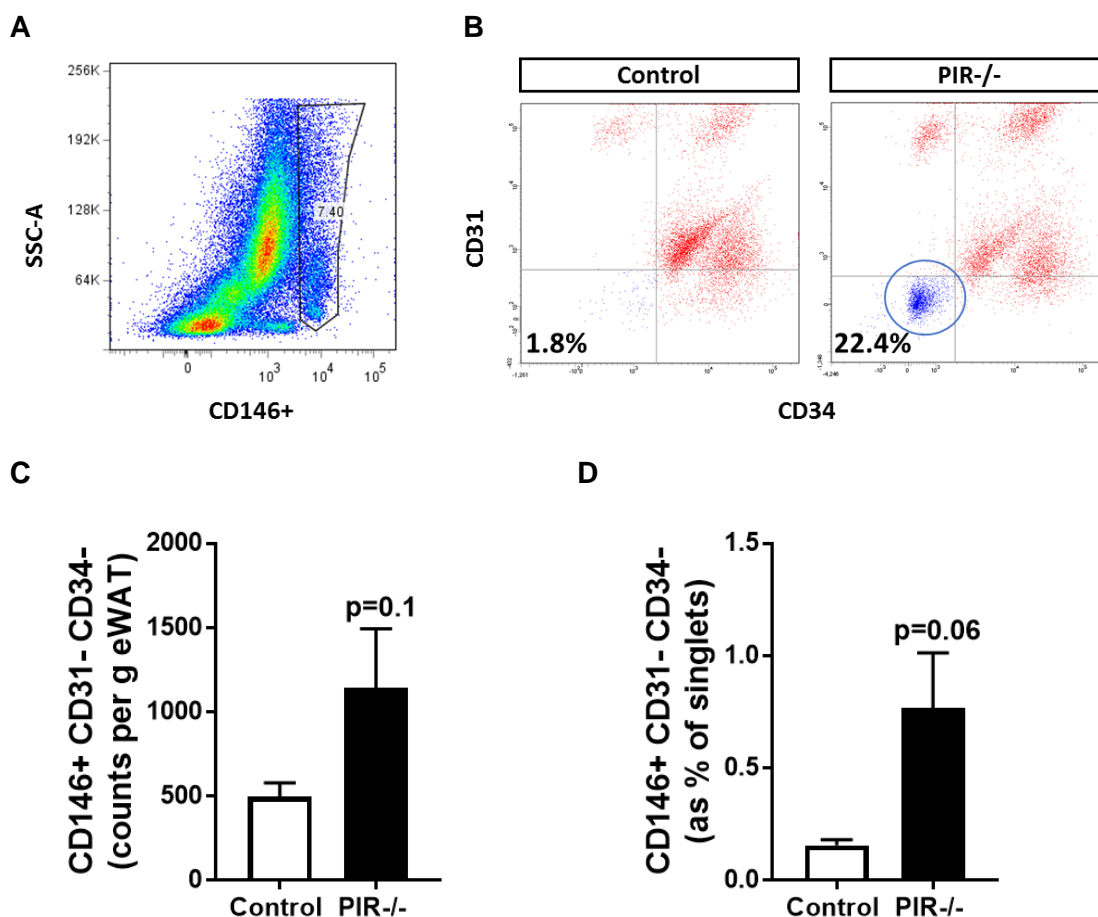 A
B
256K
192K
128K
64K
SSC-A
7.40
0
10³
10⁴
10⁵
CD146+
Control
PIR-/-
CD31
1.8%
22.4%
CD34
C
D
CD146+ CD31- CD34-
(counts per g eWAT)
2000
1500
1000
500
0
p=0.1
Control PIR-/-
CD146+ CD31- CD34-
(as % of singlets)
1.5
1.0
0.5
0.0
p=0.06
Control PIR-/-